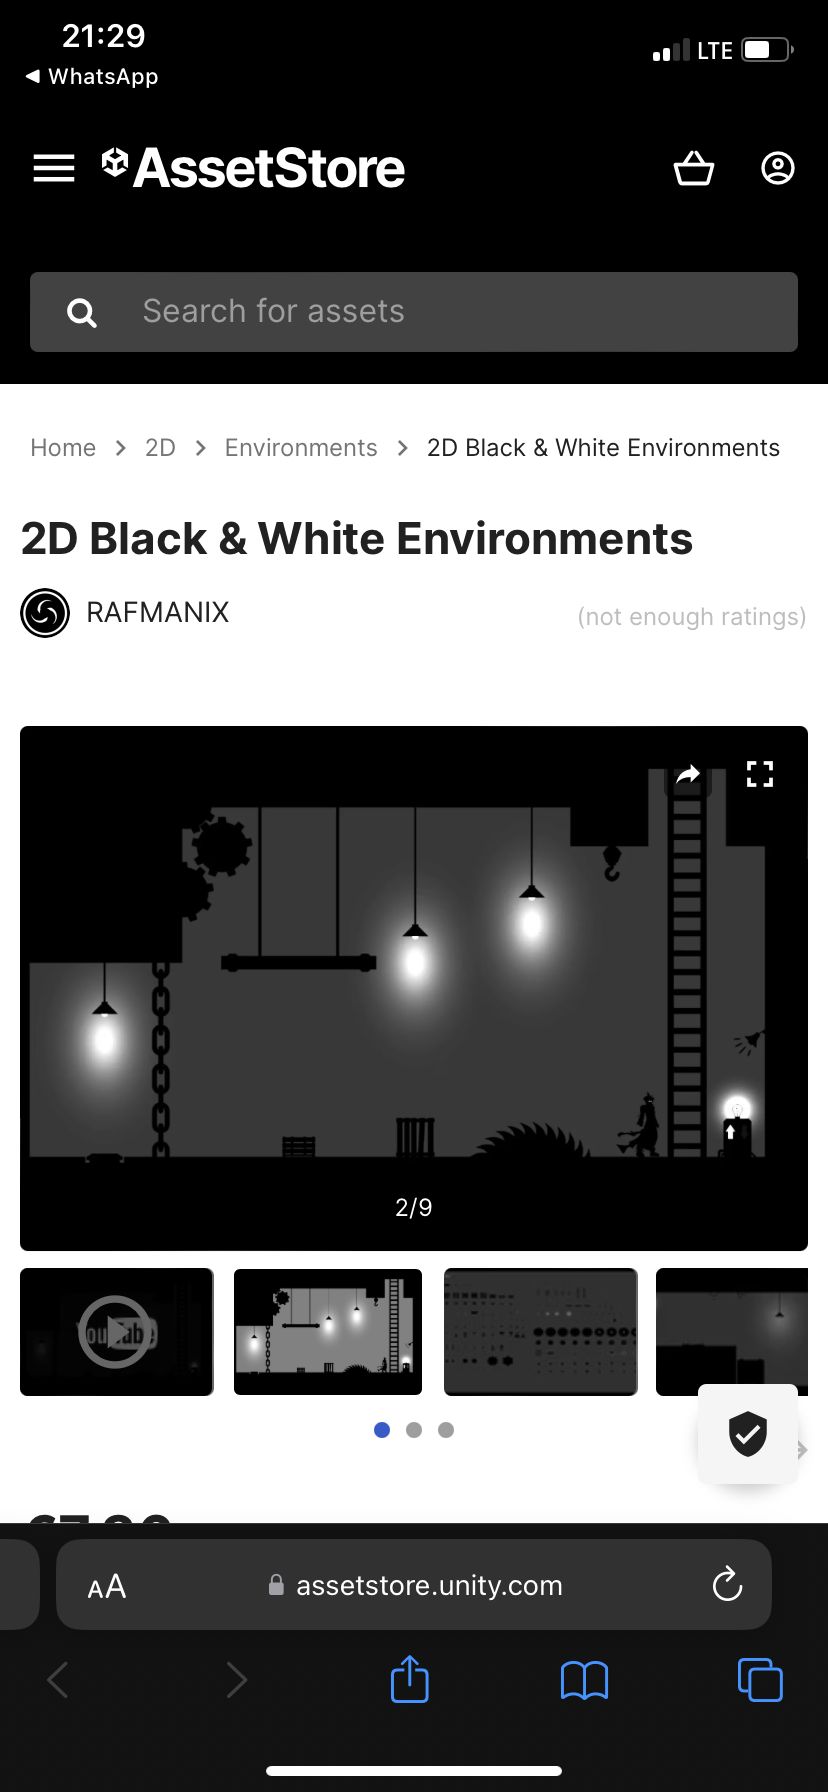 21:29
LTE
WhatsApp
AssetStore
Search for assets
Home > 2D > Environments > 2D Black & White Environments
2D Black & White Environments
RAFMANIX
(not enough ratings)
2/9
YouTube
AA
assetstore.unity.com